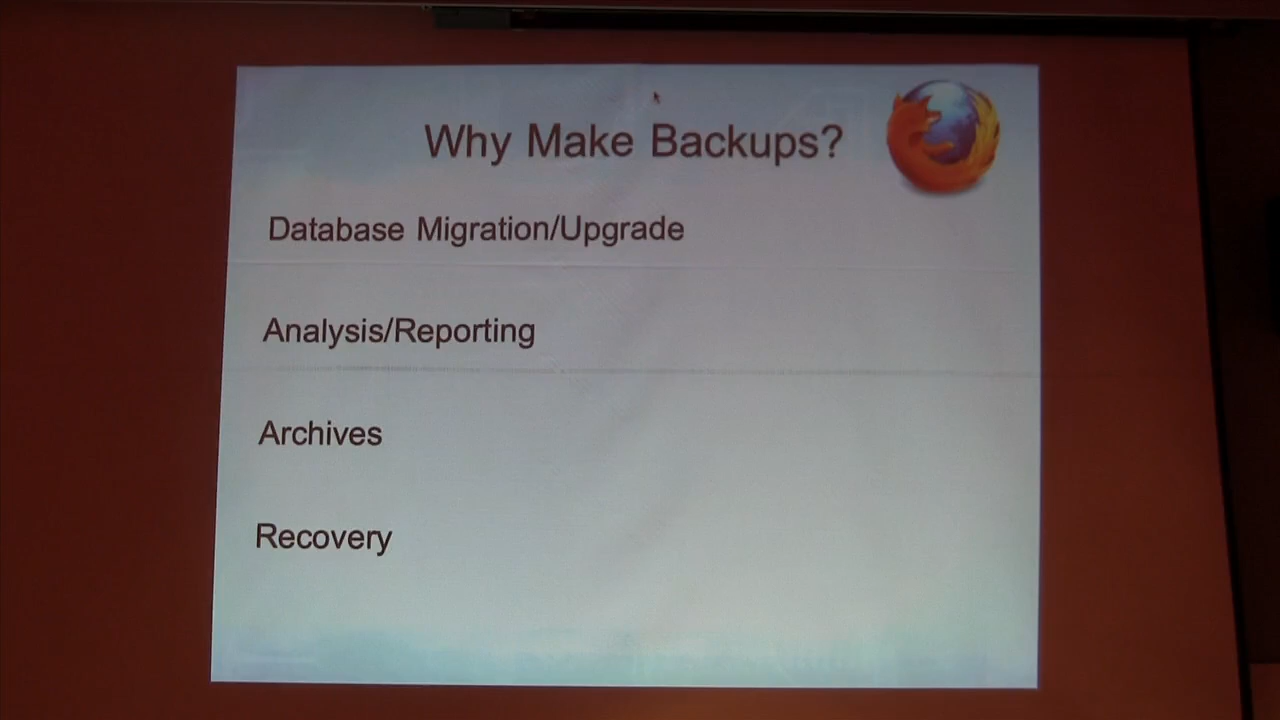 Why Make Backups?
Database Migration/Upgrade
Analysis/Reporting
Archives
Recovery